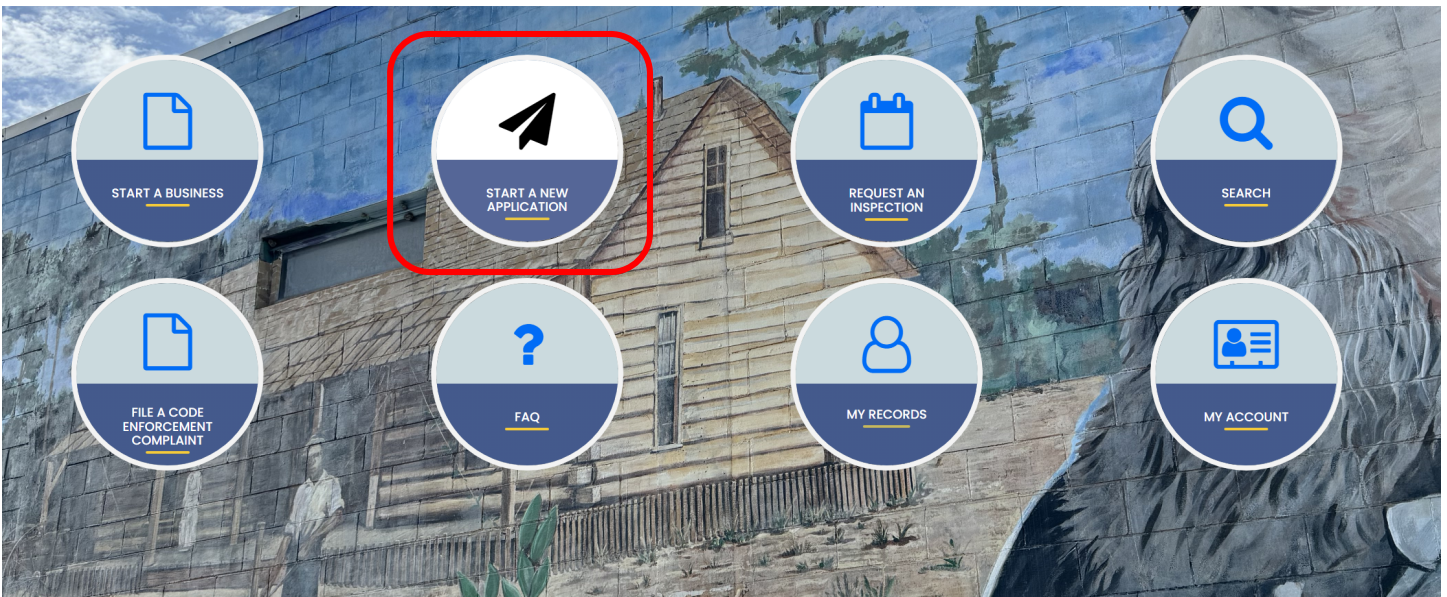 START A BUSINESS
START A NEW
APPLICATION
REQUEST AN
INSPECTION
SEARCH
FILE A CODE
ENFORCEMENT
COMPLAINT
FAQ
MY RECORDS
MY ACCOUNT